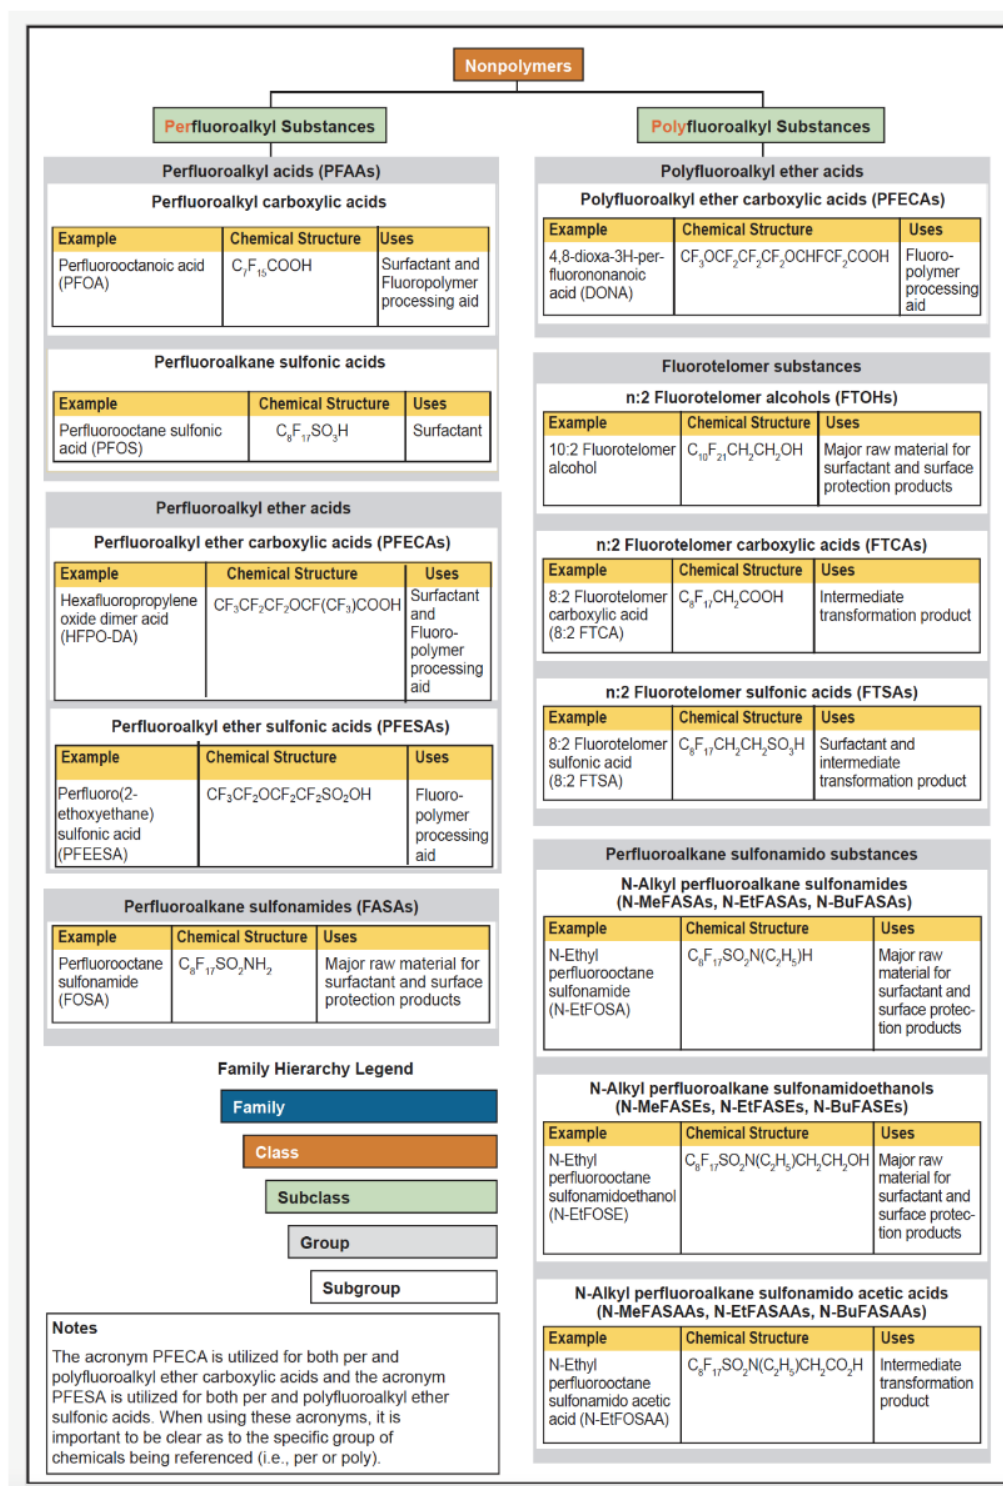 Nonpolymers
Perfluoroalkyl Substances
Perfluoroalkyl acids (PFAAs)
Perfluoroalkyl carboxylic acids
Example Chemical Structure Uses
Perfluorooctanoic acid
(PFOA)
C₇F₁₅COOH
Surfactant and
Fluoropolymer
processing aid
Perfluoroalkane sulfonic acids
Example Chemical Structure Uses
Perfluorooctane sulfonic
acid (PFOS)
C₈F₁₇SO₃H
Surfactant
Perfluoroalkyl ether acids
Perfluoroalkyl ether carboxylic acids (PFECAs)
Example Chemical Structure Uses
Hexafluoropropylene
oxide dimer acid
(HFPO-DA)
CF₃CF₂CF₂OCF(CF₃)COOH
Surfactant
and
Fluoro-
polymer
processing
aid
Perfluoroalkyl ether sulfonic acids (PFESAs)
Example Chemical Structure Uses
Perfluoro(2-
ethoxyethane)
sulfonic acid
(PFEESA)
CF₃CF₂OCF₂CF₂SO₂OH
Fluoro-
polymer
processing
aid
Perfluoroalkane sulfonamides (FASAs)
Example Chemical Structure Uses
Perfluorooctane
sulfonamide
(FOSA)
C₈F₁₇SO₂NH₂
Major raw material for
surfactant and surface
protection products
Family Hierarchy Legend
Family
Class
Subclass
Group
Subgroup
Notes
The acronym PFECA is utilized for both per and
polyfluoroalkyl ether carboxylic acids and the acronym
PFESA is utilized for both per and polyfluoroalkyl ether
sulfonic acids. When using these acronyms, it is
important to be clear as to the specific group of
chemicals being referenced (i.e., per or poly).
Polyfluoroalkyl Substances
Polyfluoroalkyl ether acids
Polyfluoroalkyl ether carboxylic acids (PFECAs)
Example Chemical Structure Uses
4,8-dioxa-3H-per-
fluorononanoic
acid (DONA)
CF₃OCF₂CF₂CF₂OCHFCF₂COOH
Fluoro-
polymer
processing
aid
Fluorotelomer substances
n:2 Fluorotelomer alcohols (FTOHs)
Example Chemical Structure Uses
10:2 Fluorotelomer
alcohol
C₁₀F₂₁CH₂CH₂OH
Major raw material for
surfactant and surface
protection products
n:2 Fluorotelomer carboxylic acids (FTCAs)
Example Chemical Structure Uses
8:2 Fluorotelomer
carboxylic acid
(8:2 FTCA)
C₈F₁₇CH₂COOH
Intermediate
transformation product
n:2 Fluorotelomer sulfonic acids (FTSAs)
Example Chemical Structure Uses
8:2 Fluorotelomer
sulfonic acid
(8:2 FTSA)
C₈F₁₇CH₂CH₂SO₃H
Surfactant and
intermediate
transformation product
Perfluoroalkane sulfonamido substances
N-Alkyl perfluoroalkane sulfonamides
(N-MeFASAs, N-EtFASAs, N-BuFASAs)
Example Chemical Structure Uses
N-Ethyl
perfluorooctane
sulfonamide
(N-EtFOSA)
C₈F₁₇SO₂N(C₂H₅)H
Major raw
material for
surfactant and
surface protec-
tion products
N-Alkyl perfluoroalkane sulfonamidoethanols
(N-MeFASEs, N-EtFASEs, N-BuFASEs)
Example Chemical Structure Uses
N-Ethyl
perfluorooctane
sulfonamidoethanol
(N-EtFOSE)
C₈F₁₇SO₂N(C₂H₅)CH₂CH₂OH
Major raw
material for
surfactant and
surface protec-
tion products
N-Alkyl perfluoroalkane sulfonamido acetic acids
(N-MeFASAAs, N-EtFASAAs, N-BuFASAAs)
Example Chemical Structure Uses
N-Ethyl
perfluorooctane
sulfonamido acetic
acid (N-EtFOSAA)
C₈F₁₇SO₂N(C₂H₅)CH₂CO₂H
Intermediate
transformation
product